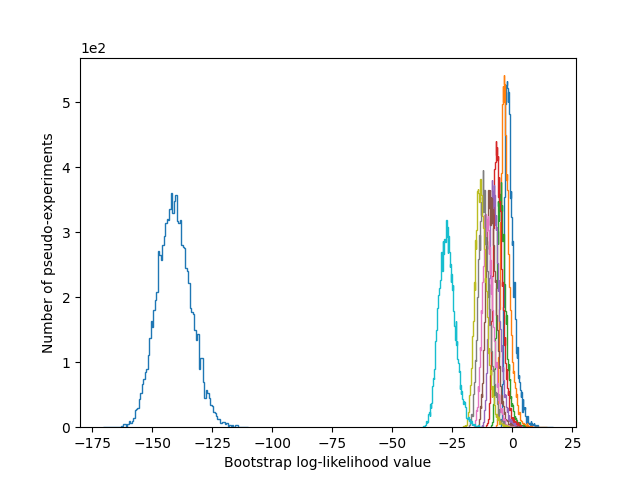 1e2
5
4
3
2
1
0
Number of pseudo-experiments
−175 −150 −125 −100 −75 −50 −25 0 25
Bootstrap log-likelihood value